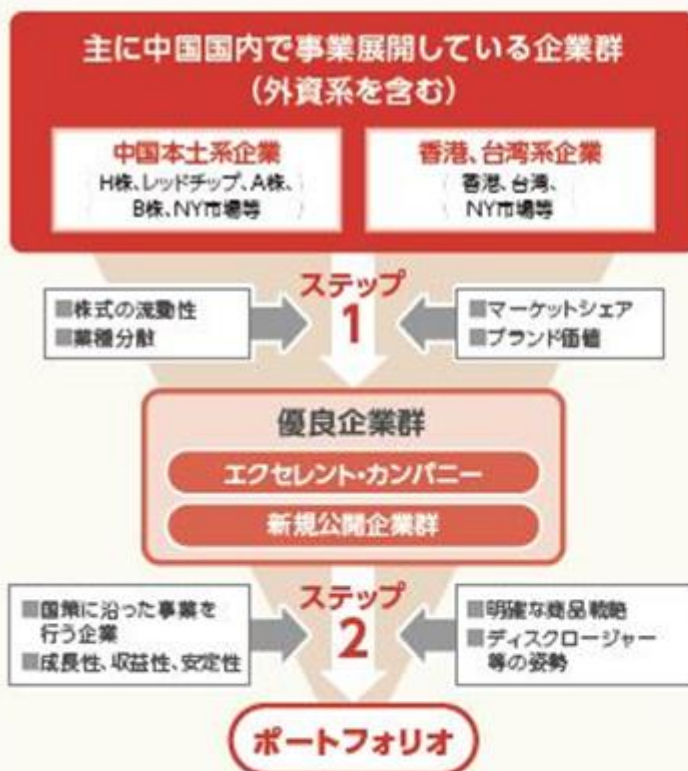 主に中国国内で事業展開している企業群
（外資系を含む）
中国本土系企業
（H株、レッドチップ、A株、
B株、NY市場等）
香港、台湾系企業
（香港、台湾、
NY市場等）
ステップ
1
■株式の流動性
■業種分散
■マーケットシェア
■ブランド価値
優良企業群
エクセレント・カンパニー
新規公開企業群
ステップ
2
■国策に沿った事業を
行う企業
■成長性、収益性、安定性
■明確な商品戦略
■ディスクロージャー
等の姿勢
ポートフォリオ